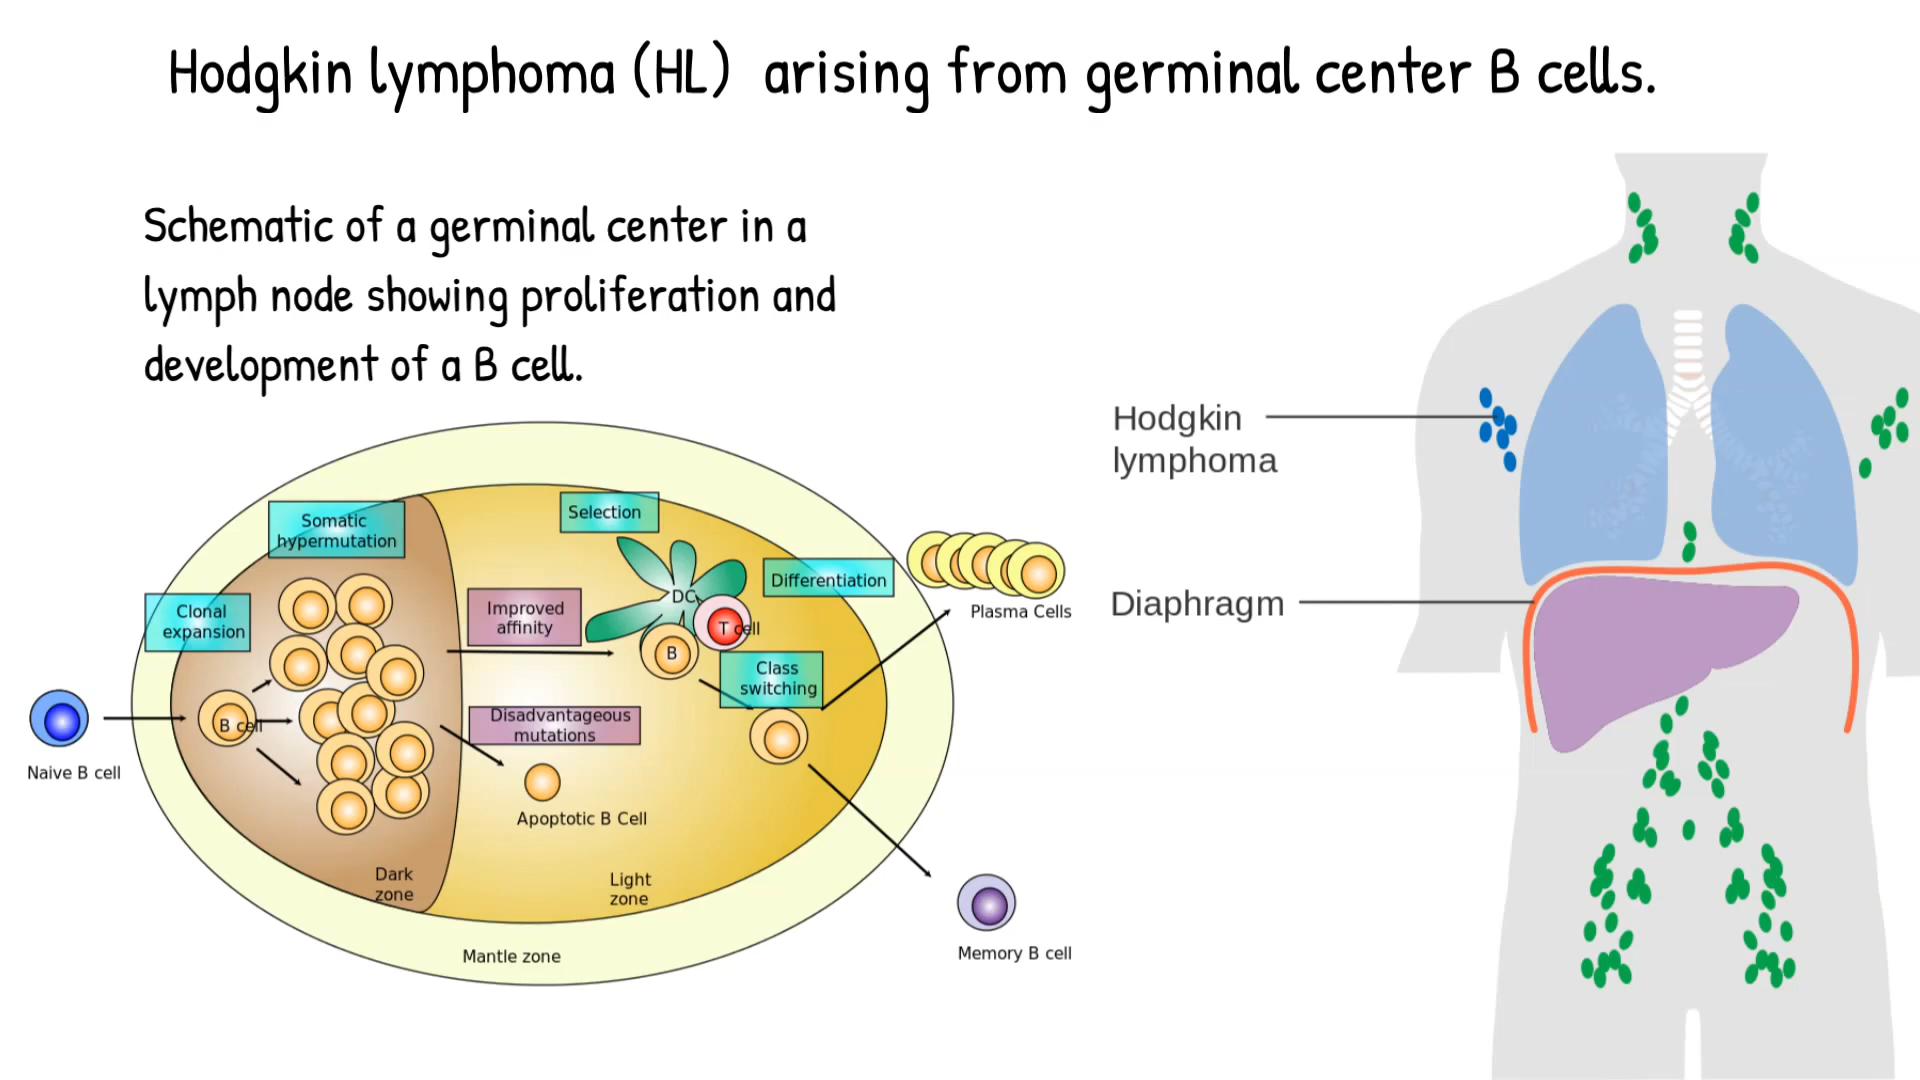 Hodgkin lymphoma (HL) arising from germinal center B cells.
Schematic of a germinal center in a
lymph node showing proliferation and
development of a B cell.
Somatic
hypermutation
Selection
Differentiation
Clonal
expansion
Improved
affinity
DC
T cell
B
Class
switching
Plasma Cells
B cell
Disadvantageous
mutations
Naive B cell
Apoptotic B Cell
Dark
zone
Light
zone
Mantle zone
Memory B cell
Hodgkin
lymphoma
Diaphragm